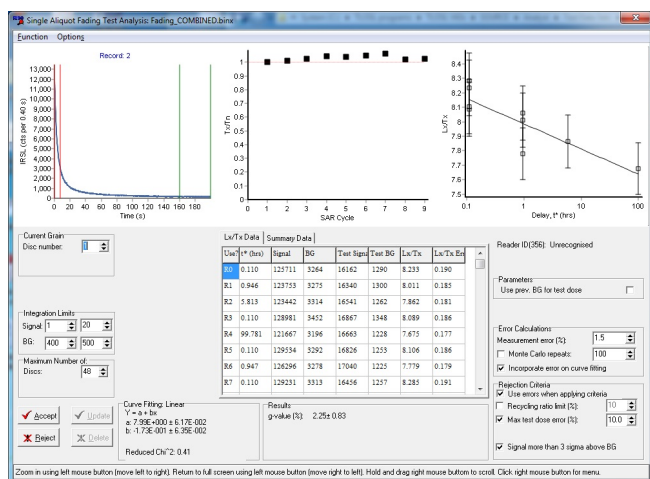 Single Aliquot Fading Test Analysis: Fading_COMBINED.binx
Function Options
Record: 2
IRSL (cts per 0.40 s)
13,000
12,000
11,000
10,000
9,000
8,000
7,000
6,000
5,000
4,000
3,000
2,000
1,000
0
0 20 40 60 80 100 120 140 160 180
Time (s)
Tx/Tn
1
0.9
0.8
0.7
0.6
0.5
0.4
0.3
0.2
0.1
0
0 1 2 3 4 5 6 7 8 9
SAR Cycle
Lx/Tx
8.4
8.3
8.2
8.1
8
7.9
7.8
7.7
7.6
7.5
0.1 1 10 100
Delay, t* (hrs)
Current Grain
Disc number: 1
Integration Limits
Signal: 1 20
BG: 400 500
Maximum Number of:
Discs: 48
Accept Update
Reject Delete
Lx/Tx Data Summary Data
Use? t* (hrs) Signal BG Test Signa Test BG Lx/Tx Lx/Tx Err
R0 0.110 125711 3264 16162 1290 8.233 0.190
R1 0.946 123753 3275 16340 1300 8.011 0.185
R2 5.813 123442 3314 16541 1262 7.862 0.181
R3 0.110 128981 3452 16867 1348 8.089 0.186
R4 99.781 121667 3196 16663 1228 7.675 0.177
R5 0.110 129534 3292 16826 1253 8.106 0.186
R6 0.947 126296 3278 17040 1225 7.779 0.179
R7 0.110 129231 3313 16456 1257 8.285 0.191
Curve Fitting: Linear
Y = a + bx
a: 7.99E+000 ± 6.17E-002
b: -1.73E-001 ± 6.35E-002
Reduced Chi^2: 0.41
Results
g-value (%): 2.25± 0.83
Reader ID(356): Unrecognised
Parameters
Use prev. BG for test dose
Error Calculations
Measurement error (%): 1.5
Monte Carlo repeats: 100
Incorporate error on curve fitting
Rejection Criteria
Use errors when applying criteria
Recycling ratio limit (%): 10
Max test dose error (%): 10.0
Signal more than 3 sigma above BG
Zoom in using left mouse button (move left to right). Return to full screen using left mouse button (move right to left). Hold and drag right mouse buttom to scroll. Click right mouse button for menu.